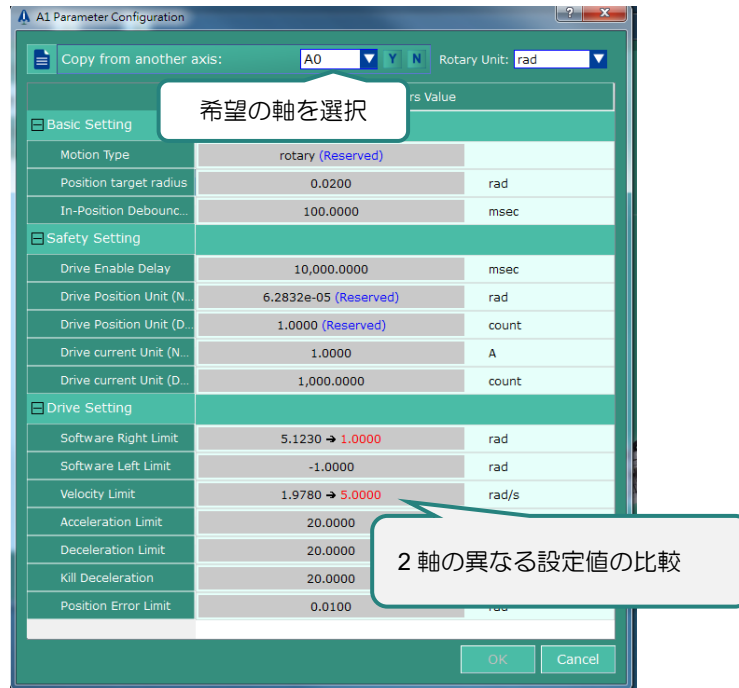 A1 Parameter Configuration
Copy from another axis: A0 Y N Rotary Unit: rad
希望の軸を選択
rs Value
Basic Setting
Motion Type rotary (Reserved)
Position target radius 0.0200 rad
In-Position Debounc... 100.0000 msec
Safety Setting
Drive Enable Delay 10,000.0000 msec
Drive Position Unit (N... 6.2832e-05 (Reserved) rad
Drive Position Unit (D... 1.0000 (Reserved) count
Drive current Unit (N... 1.0000 A
Drive current Unit (D... 1,000.0000 count
Drive Setting
Software Right Limit 5.1230 → 1.0000 rad
Software Left Limit -1.0000 rad
Velocity Limit 1.9780 → 5.0000 rad/s
Acceleration Limit 20.0000
Deceleration Limit 20.0000
2 軸の異なる設定値の比較
Kill Deceleration 20.0000
Position Error Limit 0.0100 rad
OK Cancel